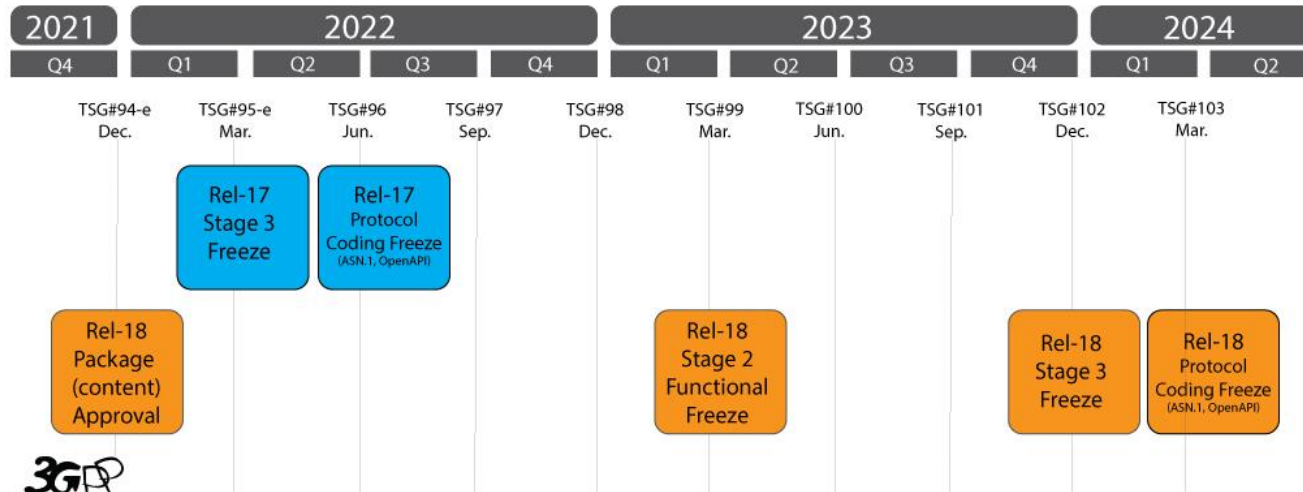 2021 2022 2023 2024
Q4 Q1 Q2 Q3 Q4 Q1 Q2 Q3 Q4 Q1 Q2
TSG#94-e TSG#95-e TSG#96 TSG#97 TSG#98 TSG#99 TSG#100 TSG#101 TSG#102 TSG#103
Dec. Mar. Jun. Sep. Dec. Mar. Jun. Sep. Dec. Mar.
Rel-17
Stage 3
Freeze
Rel-17
Protocol
Coding Freeze
(ASN.1, OpenAPI)
Rel-18
Package
(content)
Approval
Rel-18
Stage 2
Functional
Freeze
Rel-18
Stage 3
Freeze
Rel-18
Protocol
Coding Freeze
(ASN.1, OpenAPI)
3GPP